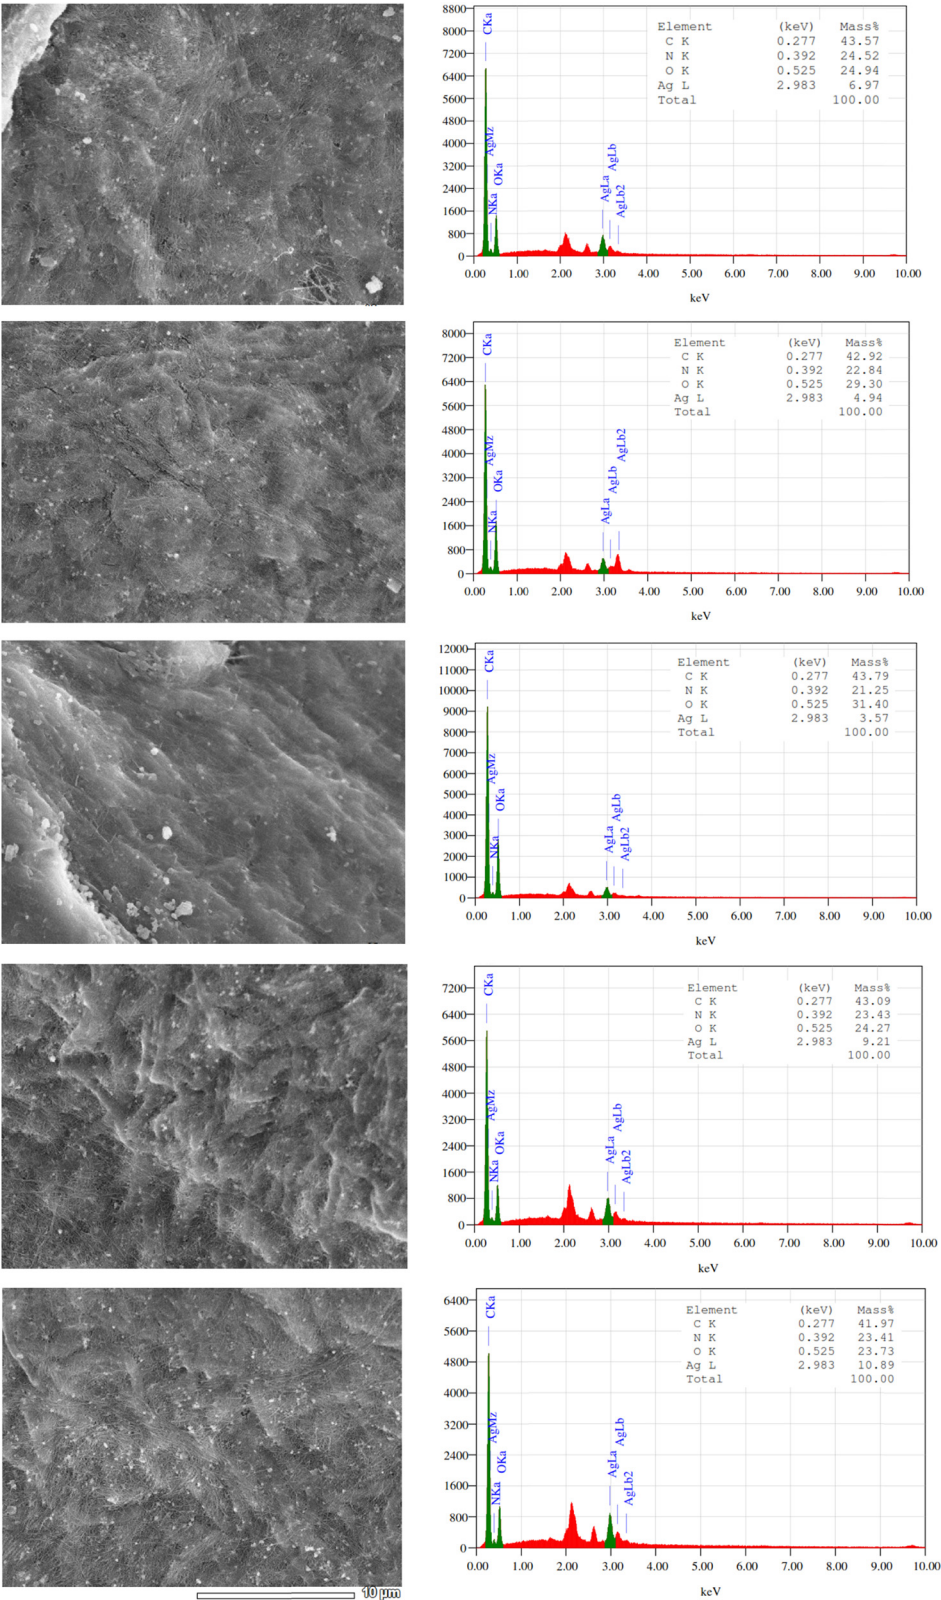 Element (keV) Mass%
C K 0.277 43.57
N K 0.392 24.52
O K 0.525 24.94
Ag L 2.983 6.97
Total 100.00
CKa
AgMz
OKa
NKa
AgLa
AgLb
AgLb2
8800
8000
7200
6400
5600
4800
4000
3200
2400
1600
800
0
0.00 1.00 2.00 3.00 4.00 5.00 6.00 7.00 8.00 9.00 10.00
keV
Element (keV) Mass%
C K 0.277 42.92
N K 0.392 22.84
O K 0.525 29.30
Ag L 2.983 4.94
Total 100.00
CKa
AgMz
OKa
NKa
AgLa
AgLb
AgLb2
8000
7200
6400
5600
4800
4000
3200
2400
1600
800
0
0.00 1.00 2.00 3.00 4.00 5.00 6.00 7.00 8.00 9.00 10.00
keV
Element (keV) Mass%
C K 0.277 43.79
N K 0.392 21.25
O K 0.525 31.40
Ag L 2.983 3.57
Total 100.00
CKa
AgMz
OKa
NKa
AgLa
AgLb
AgLb2
12000
11000
10000
9000
8000
7000
6000
5000
4000
3000
2000
1000
0
0.00 1.00 2.00 3.00 4.00 5.00 6.00 7.00 8.00 9.00 10.00
keV
Element (keV) Mass%
C K 0.277 43.09
N K 0.392 23.43
O K 0.525 24.27
Ag L 2.983 9.21
Total 100.00
CKa
AgMz
OKa
NKa
AgLa
AgLb
AgLb2
7200
6400
5600
4800
4000
3200
2400
1600
800
0
0.00 1.00 2.00 3.00 4.00 5.00 6.00 7.00 8.00 9.00 10.00
keV
Element (keV) Mass%
C K 0.277 41.97
N K 0.392 23.41
O K 0.525 23.73
Ag L 2.983 10.89
Total 100.00
CKa
AgMz
OKa
NKa
AgLa
AgLb
AgLb2
6400
5600
4800
4000
3200
2400
1600
800
0
0.00 1.00 2.00 3.00 4.00 5.00 6.00 7.00 8.00 9.00 10.00
keV
10 µm